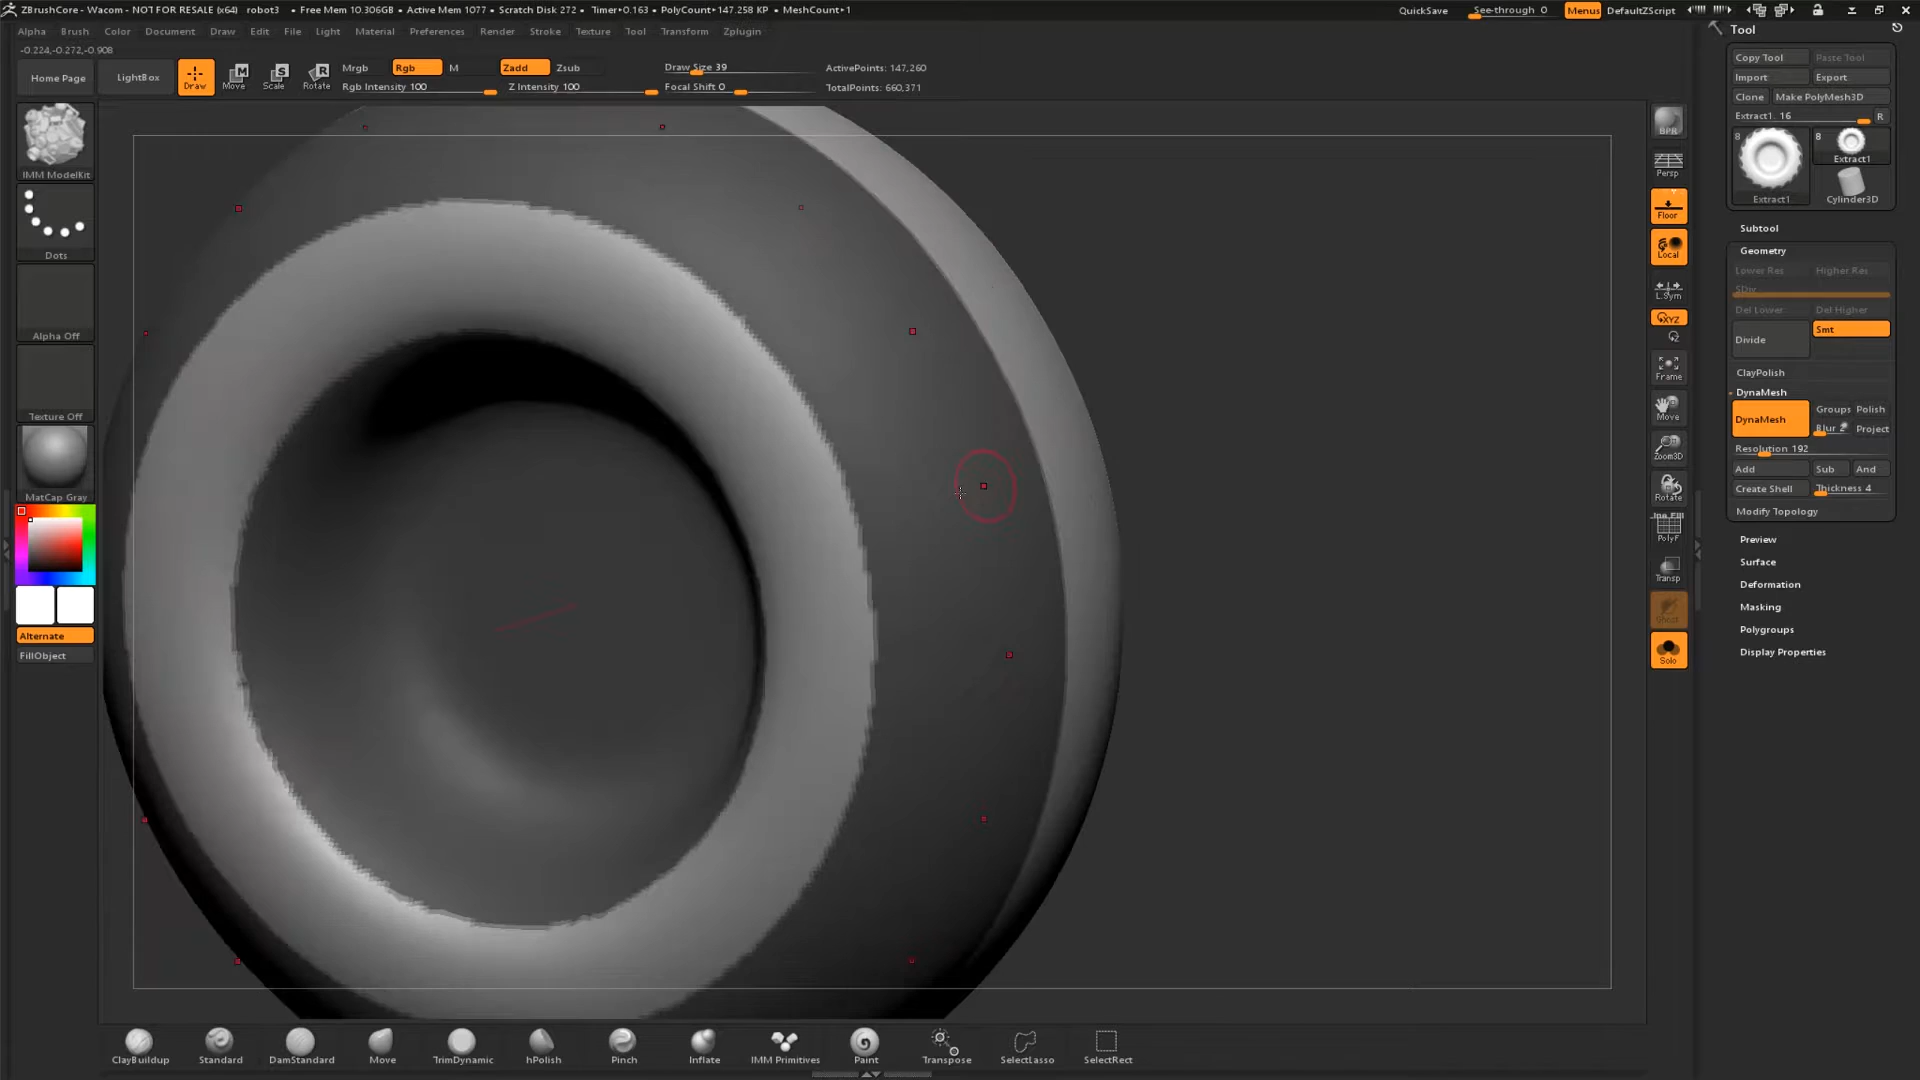 ZBrushCore - Wacom - NOT FOR RESALE (x64) robot3 • Free Mem 10.306GB • Active Mem 1077 • Scratch Disk 272 • Timer▸0.163 • PolyCount▸147.258 KP • MeshCount▸1
QuickSave See-through 0 Menus DefaultZScript
Alpha Brush Color Document Draw Edit File Light Material Preferences Render Stroke Texture Tool Transform Zplugin
-0.224,-0.272,-0.908
Home Page LightBox Draw Move Scale Rotate
M S R
Mrgb Rgb M Zadd Zsub
Rgb Intensity 100 Z Intensity 100
Draw Size 39
Focal Shift 0
ActivePoints: 147,260
TotalPoints: 660,371
IMM ModelKit
Dots
Alpha Off
Texture Off
MatCap Gray
Alternate
FillObject
BPR
Persp
Floor
Local
L.Sym
XYZ
Frame
Move
Zoom3D
Rotate
Line Fill
PolyF
Transp
Ghost
Solo
Tool
Copy Tool Paste Tool
Import Export
Clone Make PolyMesh3D
Extract1. 16 R
8 8
Extract1
Extract1 Cylinder3D
Subtool
Geometry
Lower Res Higher Res
SDiv
Del Lower Del Higher
Divide Smt
ClayPolish
DynaMesh
DynaMesh Groups Polish
Blur 2 Project
Resolution 192
Add Sub And
Create Shell Thickness 4
Modify Topology
Preview
Surface
Deformation
Masking
Polygroups
Display Properties
ClayBuildup Standard DamStandard Move TrimDynamic hPolish Pinch Inflate IMM Primitives Paint Transpose SelectLasso SelectRect